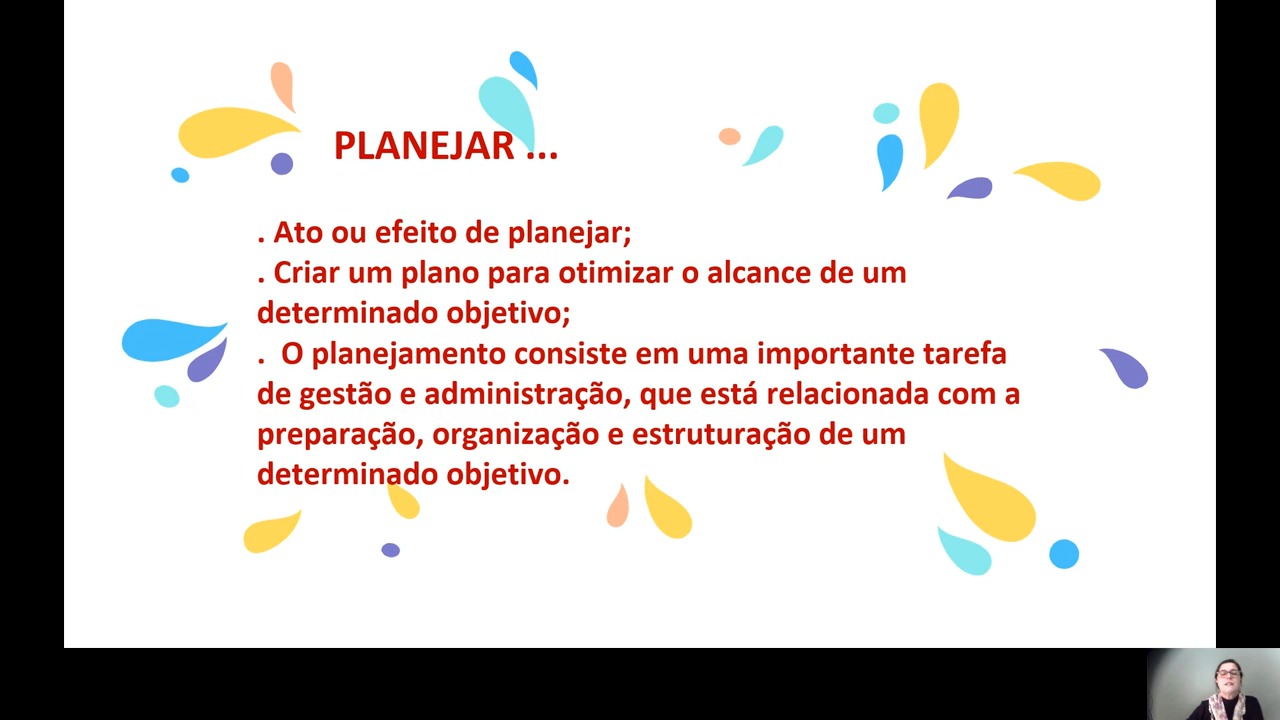 PLANEJAR ...
. Ato ou efeito de planejar;
. Criar um plano para otimizar o alcance de um
determinado objetivo;
.  O planejamento consiste em uma importante tarefa
de gestão e administração, que está relacionada com a
preparação, organização e estruturação de um
determinado objetivo.